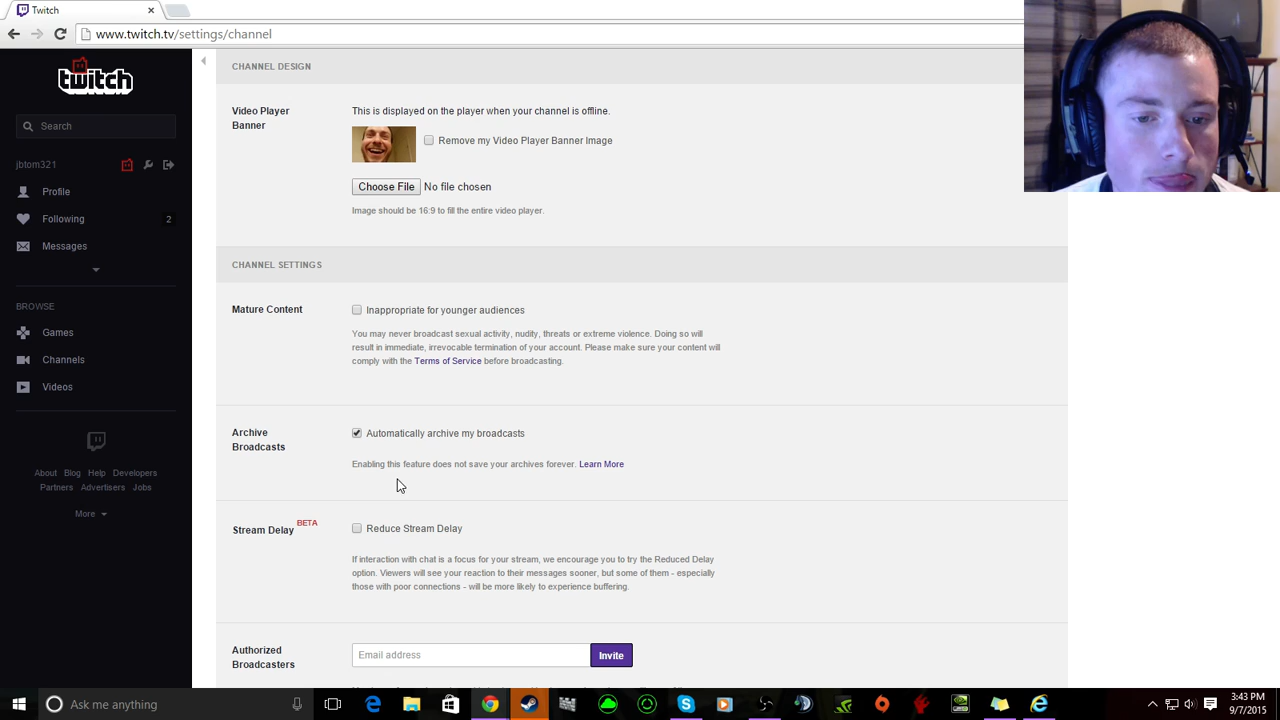 Twitch
www.twitch.tv/settings/channel
twitch
Search
jbtom321
Profile
Following 2
Messages
BROWSE
Games
Channels
Videos
About Blog Help Developers
Partners Advertisers Jobs
More
CHANNEL DESIGN
Video Player
Banner
This is displayed on the player when your channel is offline.
Remove my Video Player Banner Image
Choose File No file chosen
Image should be 16:9 to fill the entire video player.
CHANNEL SETTINGS
Mature Content
Inappropriate for younger audiences
You may never broadcast sexual activity, nudity, threats or extreme violence. Doing so will
result in immediate, irrevocable termination of your account. Please make sure your content will
comply with the Terms of Service before broadcasting.
Archive
Broadcasts
Automatically archive my broadcasts
Enabling this feature does not save your archives forever. Learn More
Stream Delay BETA
Reduce Stream Delay
If interaction with chat is a focus for your stream, we encourage you to try the Reduced Delay
option. Viewers will see your reaction to their messages sooner, but some of them - especially
those with poor connections - will be more likely to experience buffering.
Authorized
Broadcasters
Email address
Invite
Ask me anything
3:43 PM
9/7/2015